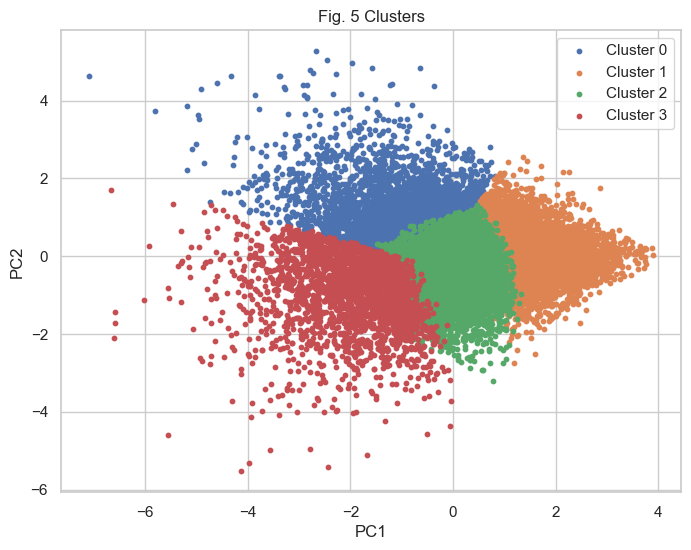 Fig. 5 Clusters
Cluster 0
Cluster 1
Cluster 2
Cluster 3
4
2
0
−2
−4
−6
PC2
−6
−4
−2
0
2
4
PC1